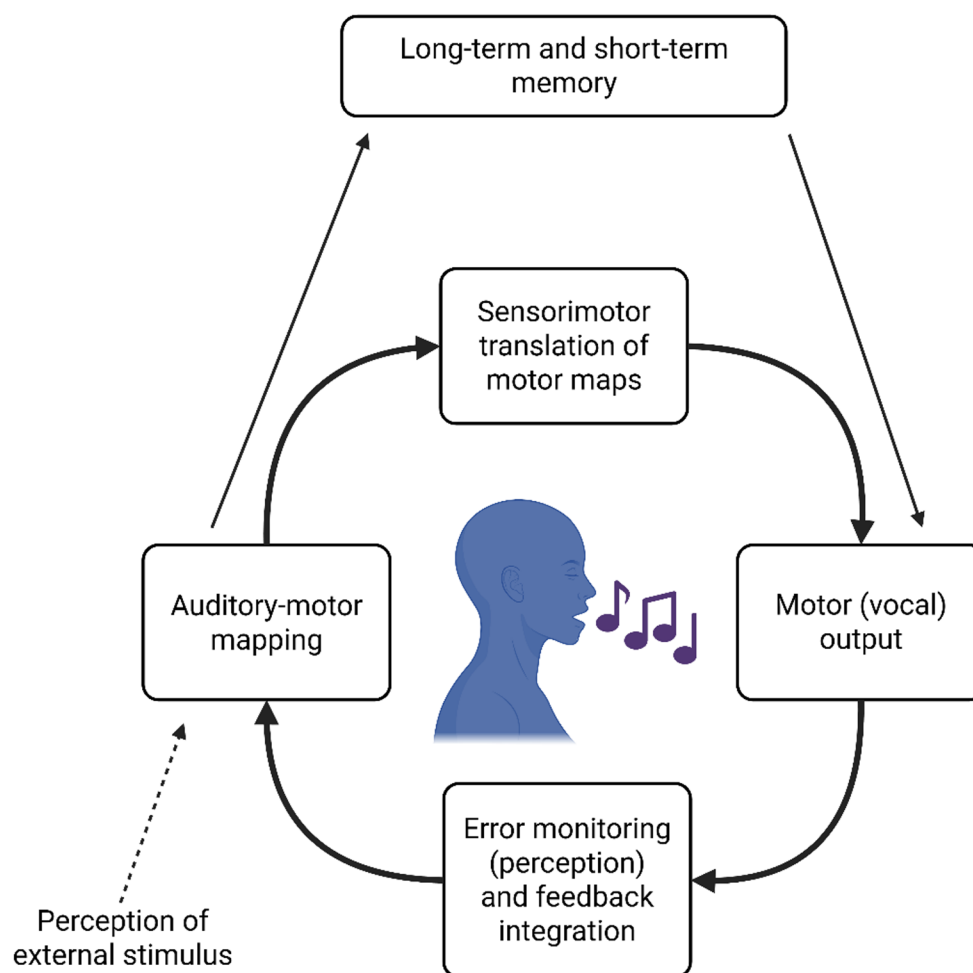 Long-term and short-term
memory
Sensorimotor
translation of
motor maps
Auditory-motor
mapping
Motor (vocal)
output
Error monitoring
(perception)
and feedback
integration
Perception of
external stimulus